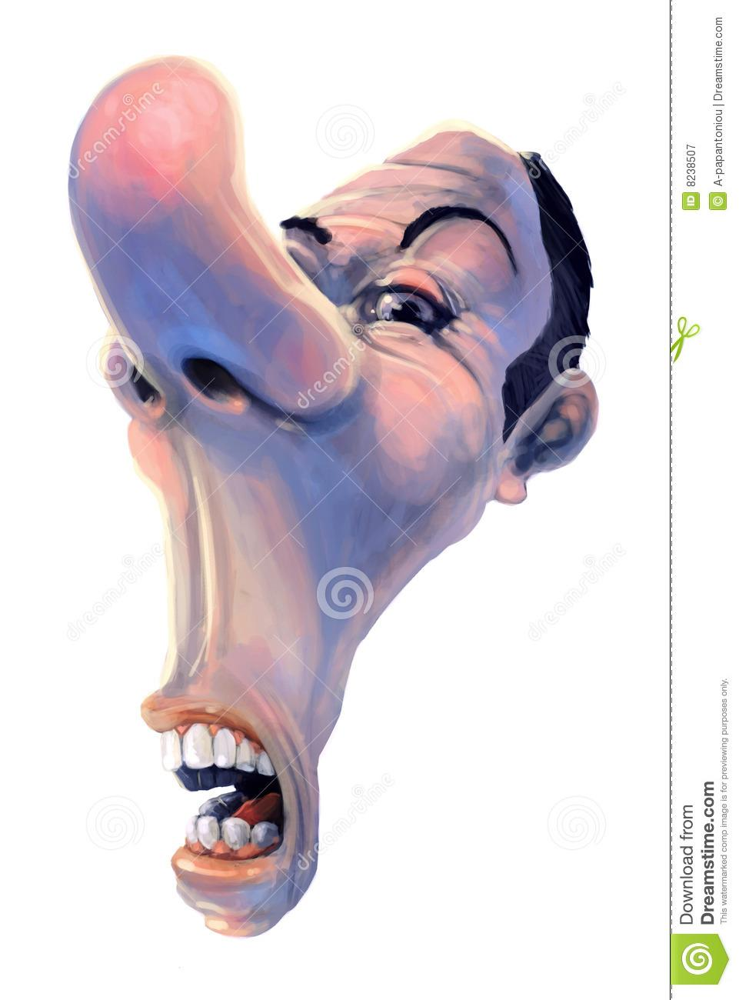 ID 8238507
© A-papantoniou | Dreamstime.com
dreamstime
dreamstime
dreamstime
dreamstime
dreamstime
dreamstime
Download from
Dreamstime.com
This watermarked comp image is for previewing purposes only.